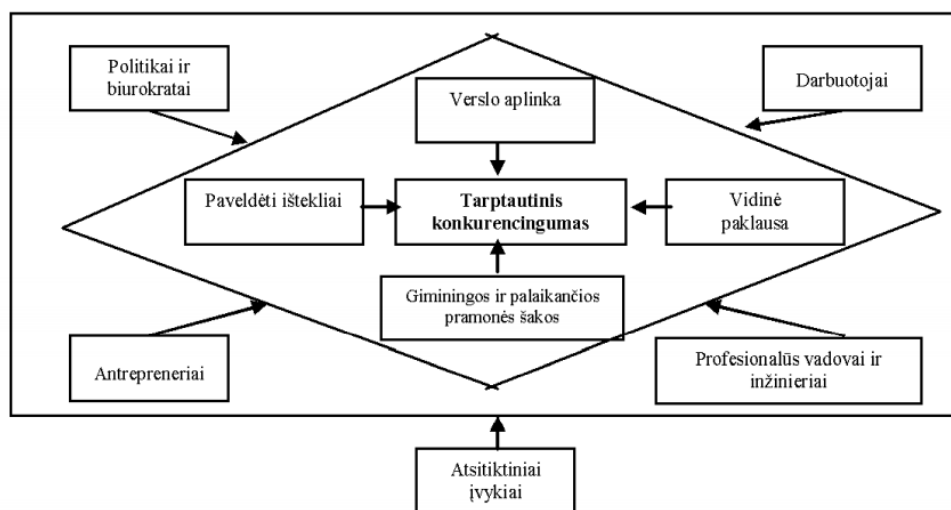 Politikai ir
biurokratai
Verslo aplinka
Darbuotojai
Paveldėti ištekliai
Tarptautinis
konkurencingumas
Vidinė
paklausa
Giminingos ir palaikančios
pramonės šakos
Antrepreneriai
Profesionalūs vadovai ir
inžinieriai
Atsitiktiniai
įvykiai